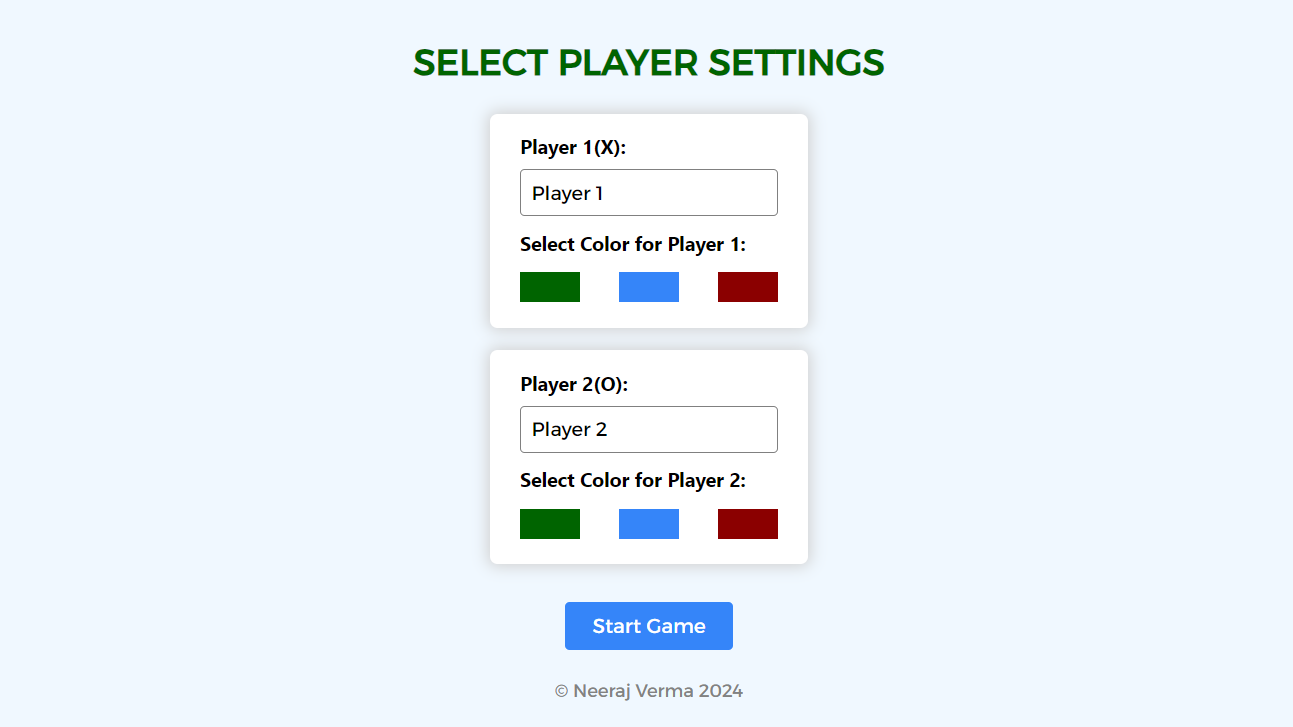 SELECT PLAYER SETTINGS
Player 1(X):
Player 1
Select Color for Player 1:
Player 2(O):
Player 2
Select Color for Player 2:
Start Game
© Neeraj Verma 2024